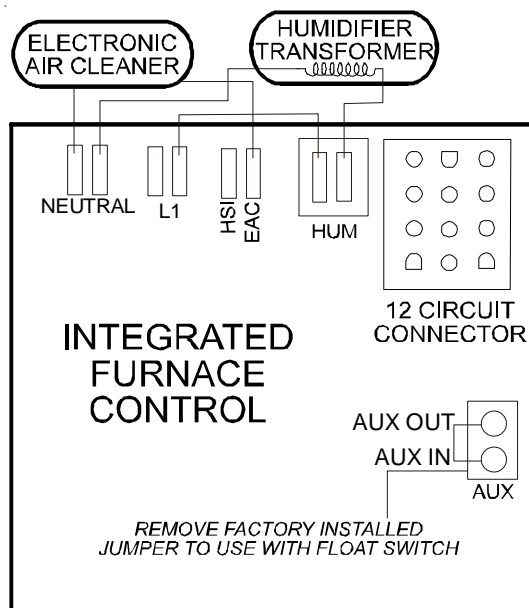 ELECTRONIC
AIR CLEANER
HUMIDIFIER
TRANSFORMER
NEUTRAL
L1
HSI
EAC
HUM
12 CIRCUIT
CONNECTOR
INTEGRATED
FURNACE
CONTROL
AUX OUT
AUX IN
AUX
REMOVE FACTORY INSTALLED
JUMPER TO USE WITH FLOAT SWITCH